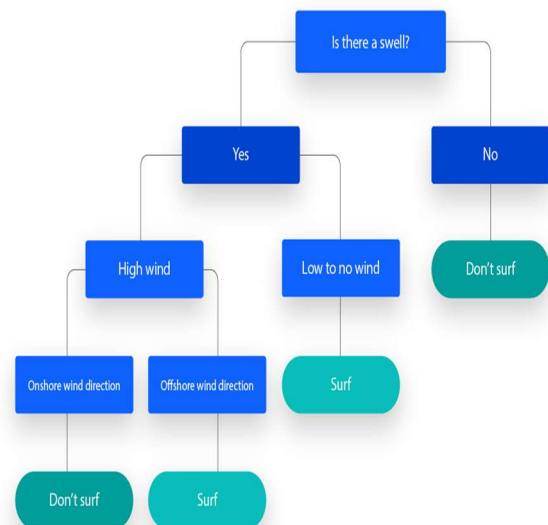 Is there a swell?
Yes
No
High wind
Low to no wind
Don't surf
Onshore wind direction
Offshore wind direction
Surf
Don't surf
Surf